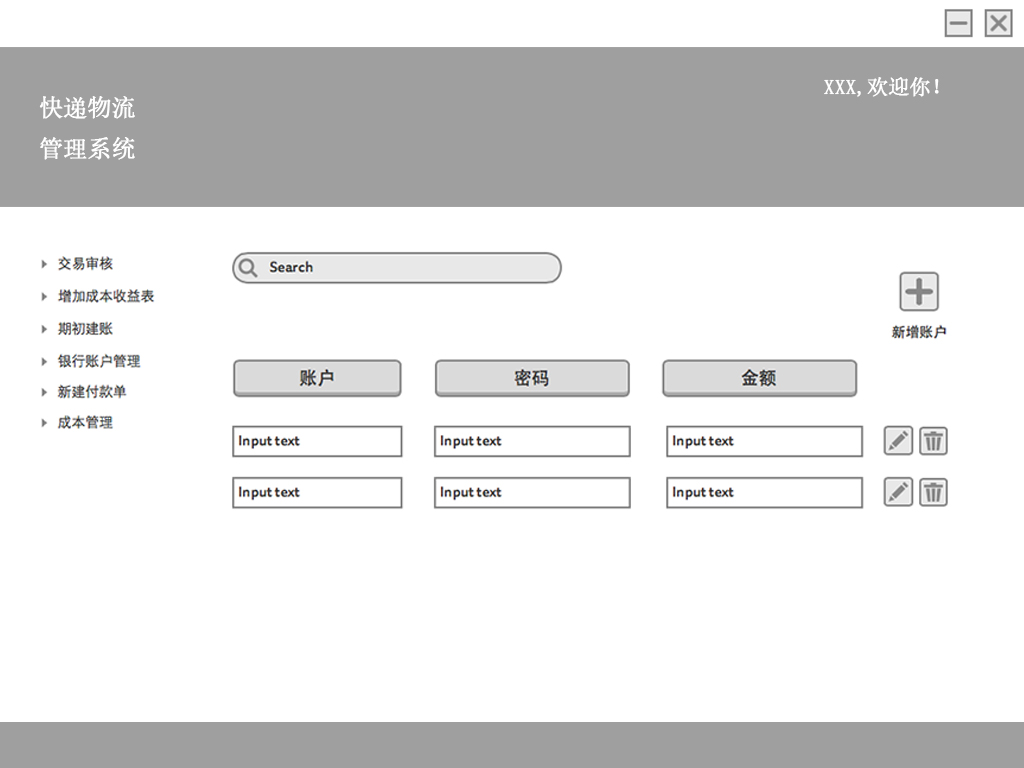 XXX,欢迎你!
快递物流
管理系统
交易审核
增加成本收益表
期初建账
银行账户管理
新建付款单
成本管理
Search
新增账户
账户 密码 金额
Input text Input text Input text
Input text Input text Input text